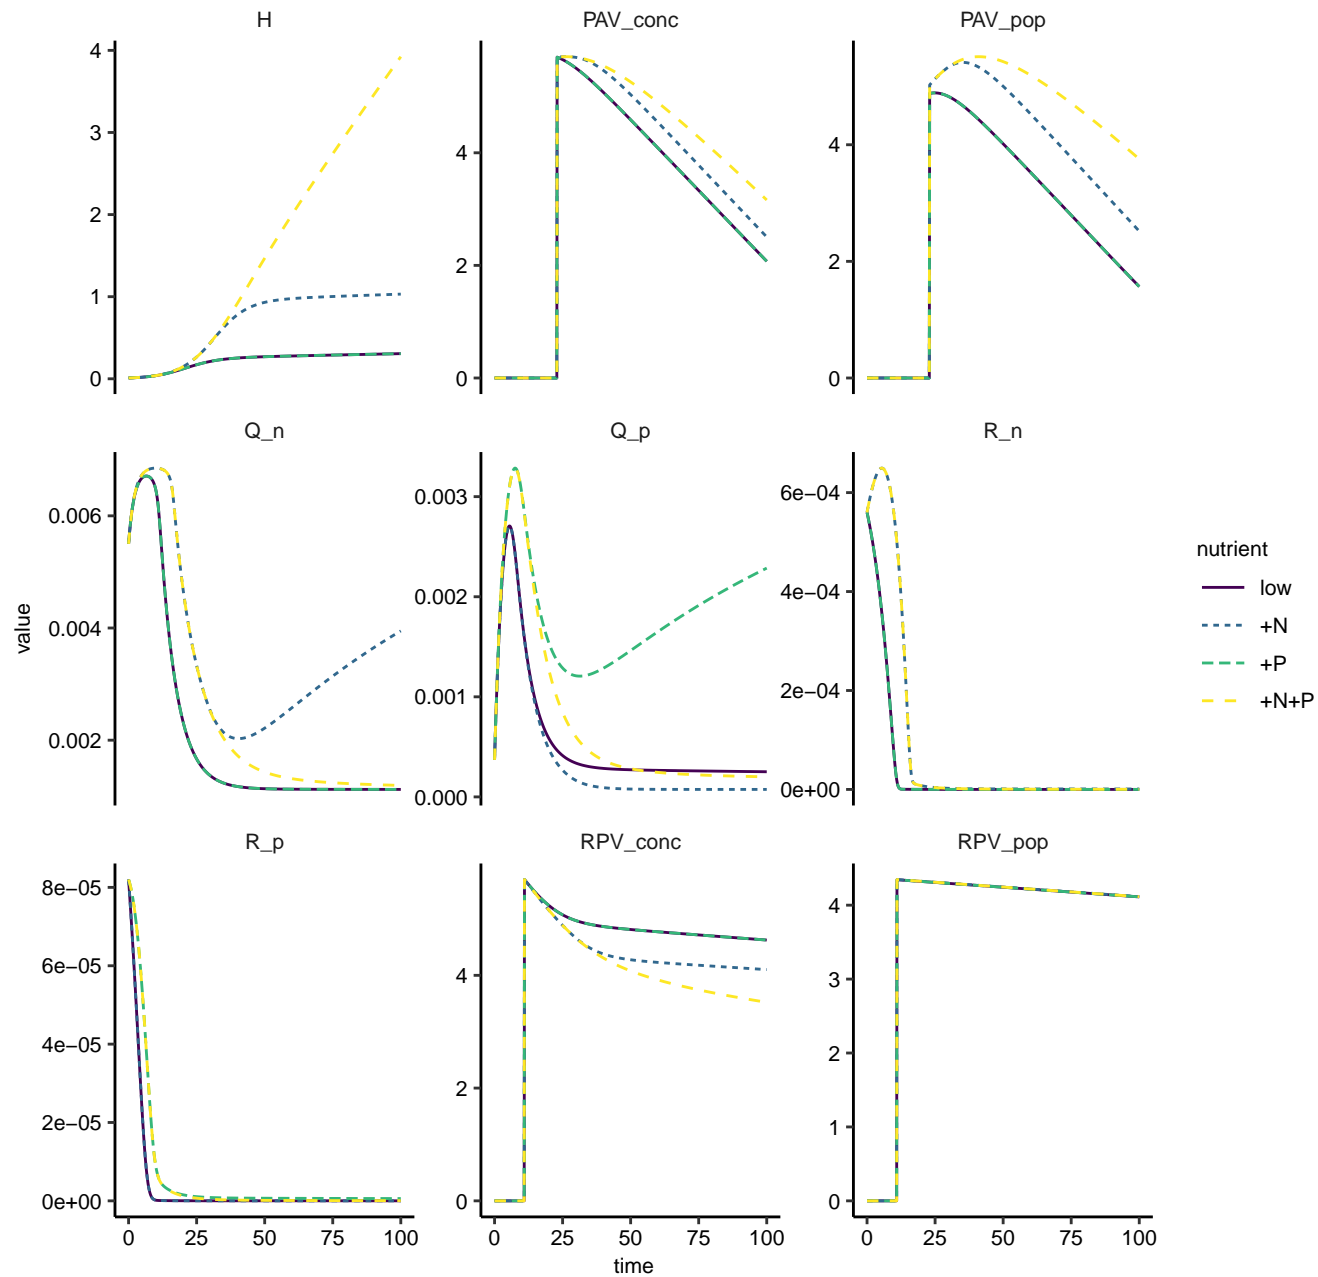 H
PAV_conc
PAV_pop
4
3
2
1
0
4
2
0
4
2
0
Q_n
Q_p
R_n
0.006
0.004
0.002
0.003
0.002
0.001
0.000
6e−04
4e−04
2e−04
0e+00
R_p
RPV_conc
RPV_pop
8e−05
6e−05
4e−05
2e−05
0e+00
4
2
0
4
3
2
1
0
0 25 50 75 100
0 25 50 75 100
0 25 50 75 100
time
value
nutrient
low
+N
+P
+N+P